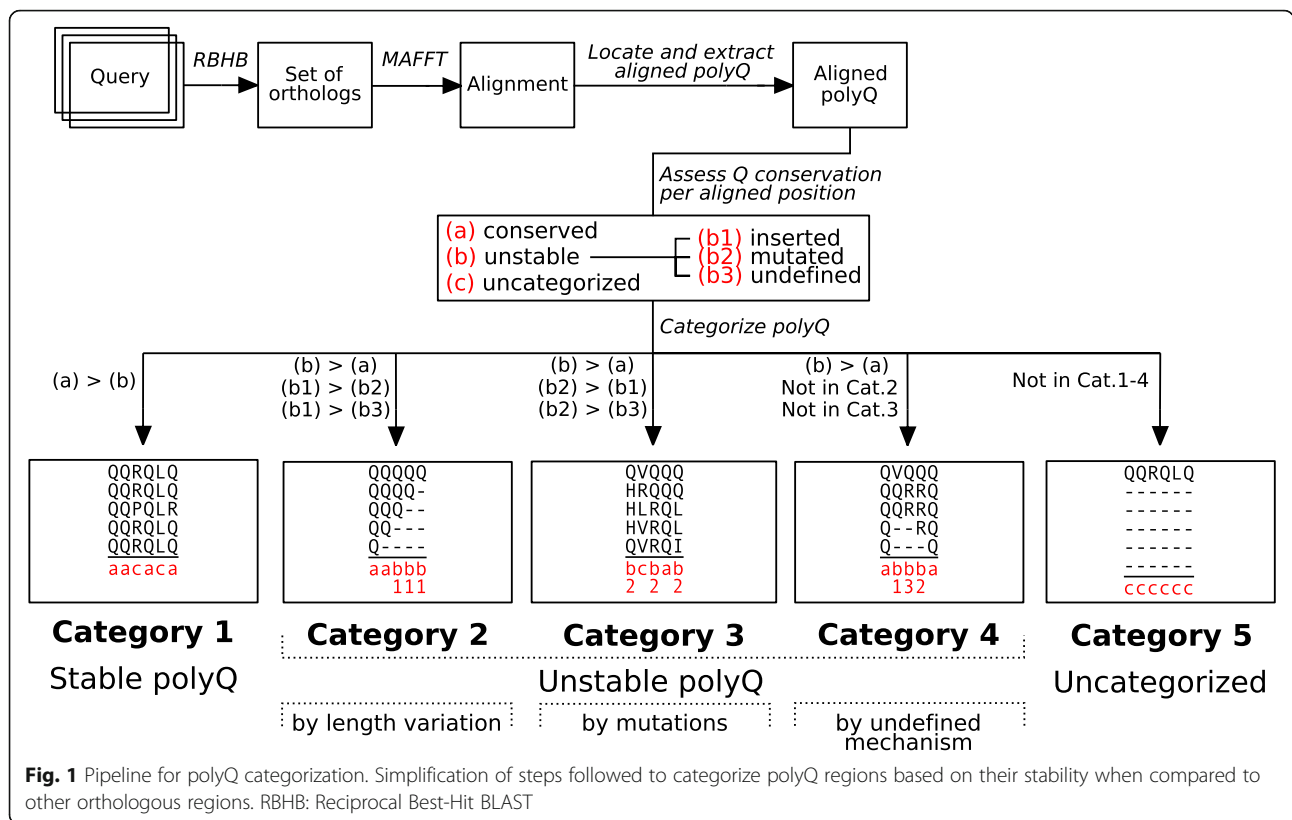 Query
RBHB
Set of
orthologs
MAFFT
Alignment
Locate and extract
aligned polyQ
Aligned
polyQ
Assess Q conservation
per aligned position
(a) conserved
(b) unstable
(c) uncategorized
(b1) inserted
(b2) mutated
(b3) undefined
Categorize polyQ
(a) > (b)
(b) > (a)
(b1) > (b2)
(b1) > (b3)
(b) > (a)
(b2) > (b1)
(b2) > (b3)
(b) > (a)
Not in Cat.2
Not in Cat.3
Not in Cat.1-4
QQRQLQ
QQRQLQ
QQPQLR
QQRQLQ
QQRQLQ
aacaca
QQQQQ
QQQQ-
QQQ--
QQ---
Q----
aabbb
111
QVQQQ
HRQQQ
HLRQL
HVRQL
QVRQI
bcbab
2 2 2
QVQQQ
QQRRQ
QQRRQ
Q--RQ
Q---Q
abbba
132
QQRQLQ
------
------
------
------
------
cccccc
Category 1
Category 2
Category 3
Category 4
Category 5
Stable polyQ
Unstable polyQ
Uncategorized
by length variation
by mutations
by undefined
mechanism
Fig. 1 Pipeline for polyQ categorization. Simplification of steps followed to categorize polyQ regions based on their stability when compared to
other orthologous regions. RBHB: Reciprocal Best-Hit BLAST